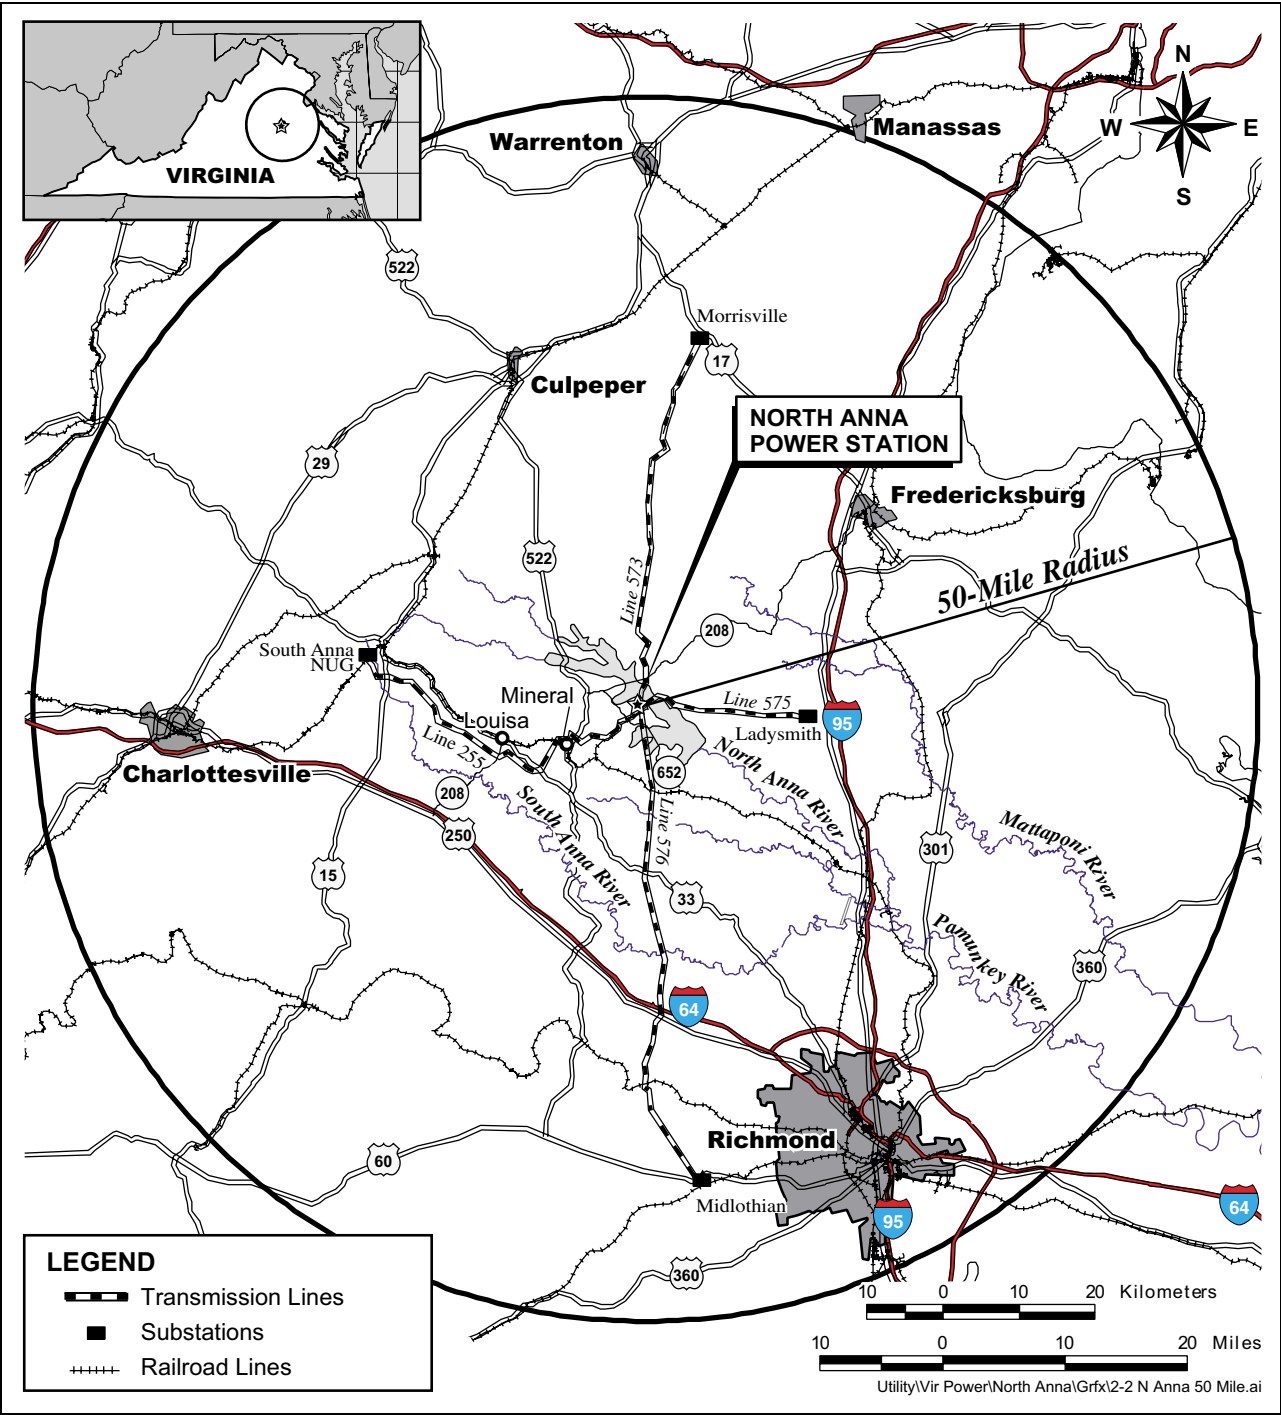 N
W
E
S
VIRGINIA
Warrenton
Manassas
522
Morrisville
17
Culpeper
NORTH ANNA
POWER STATION
29
Fredericksburg
522
Line 573
50-Mile Radius
208
South Anna
NUG
Mineral
Louisa
Line 575
Ladysmith
95
Line 255
652
North Anna River
Charlottesville
208
250
South Anna River
Line 576
Mattaponi River
301
15
33
Pamunkey River
360
64
Richmond
60
Midlothian
95
64
360
LEGEND
Transmission Lines
Substations
Railroad Lines
10 0 10 20 Kilometers
10 0 10 20 Miles
Utility\Vir Power\North Anna\Grfx\2-2 N Anna 50 Mile.ai